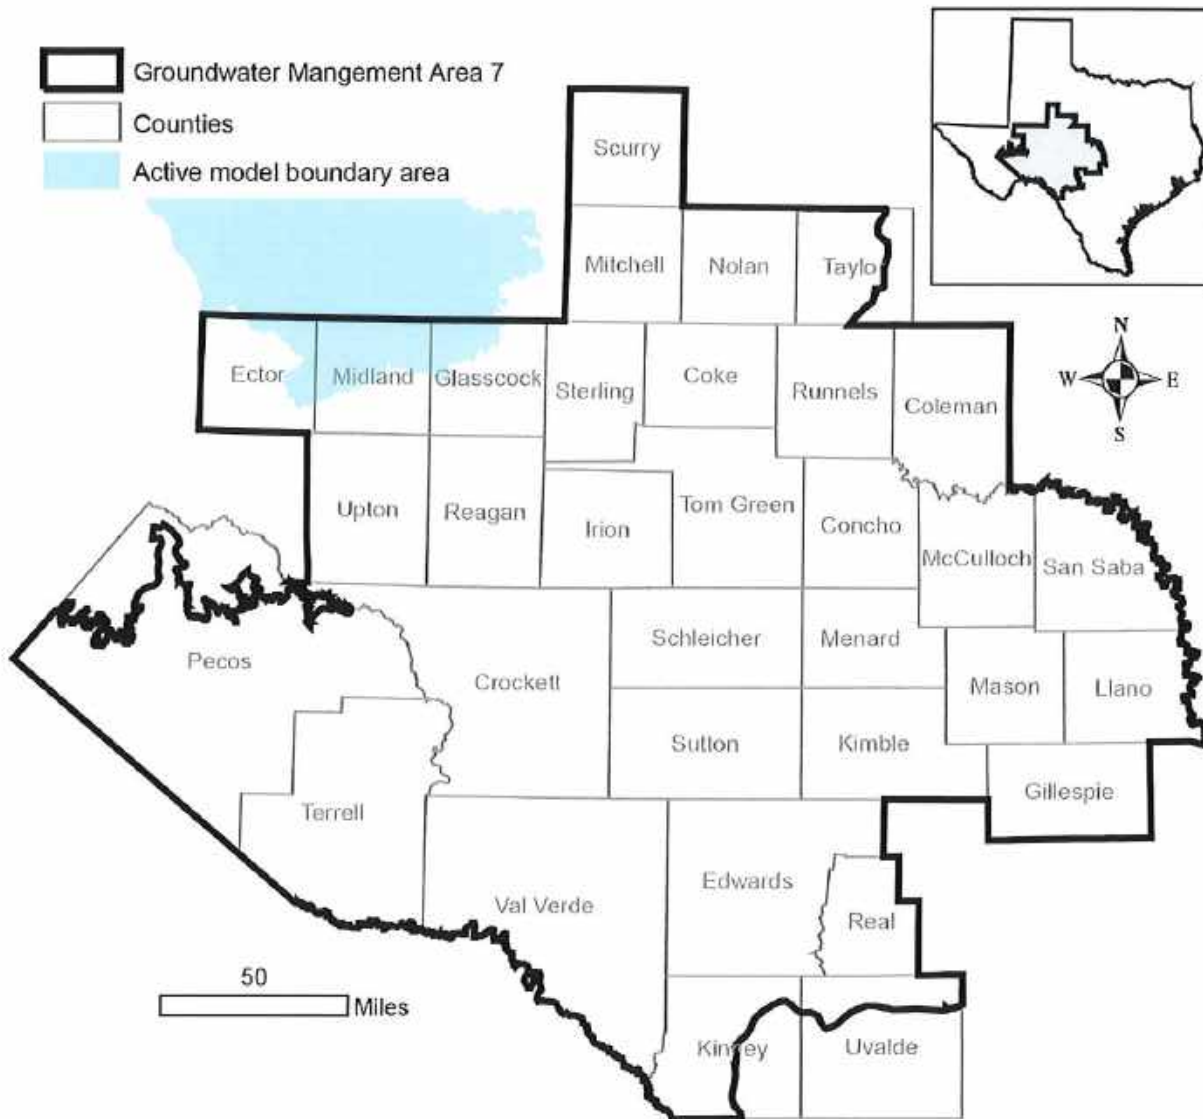 Groundwater Mangement Area 7
Counties
Active model boundary area
Scurry
Mitchell
Nolan
Taylo
N
W
E
S
Ector
Midland
Glasscock
Sterling
Coke
Runnels
Coleman
Upton
Reagan
Irion
Tom Green
Concho
McCulloch
San Saba
Pecos
Crockett
Schleicher
Menard
Mason
Llano
Sutton
Kimble
Gillespie
Terrell
Val Verde
Edwards
Real
50
Miles
Kinney
Uvalde